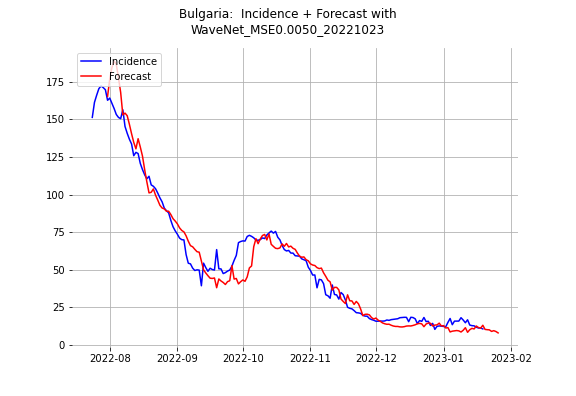 Bulgaria:  Incidence + Forecast with
WaveNet_MSE0.0050_20221023
Incidence
Forecast
175
150
125
100
75
50
25
0
2022-08 2022-09 2022-10 2022-11 2022-12 2023-01 2023-02